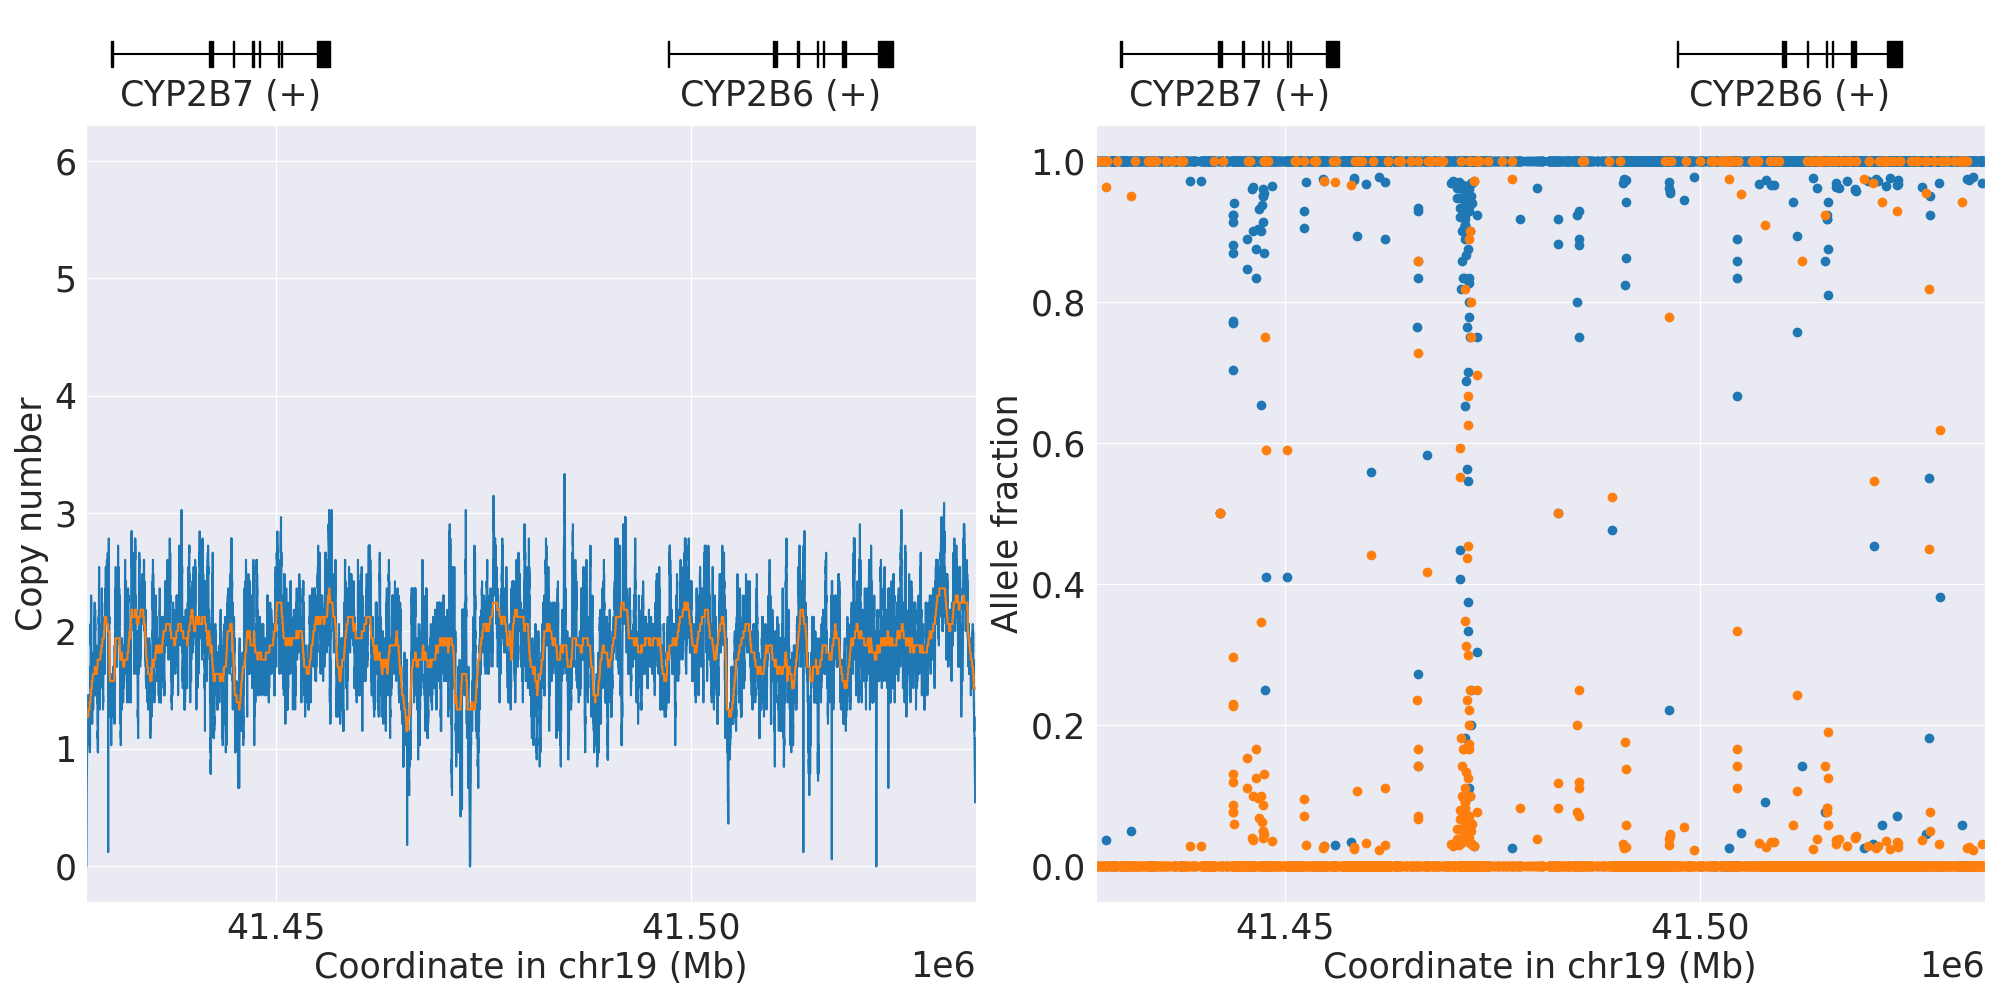 CYP2B7 (+)
CYP2B6 (+)
6
5
4
3
2
1
0
Copy number
41.45
41.50
Coordinate in chr19 (Mb)
1e6
CYP2B7 (+)
CYP2B6 (+)
1.0
0.8
0.6
0.4
0.2
0.0
Allele fraction
41.45
41.50
Coordinate in chr19 (Mb)
1e6